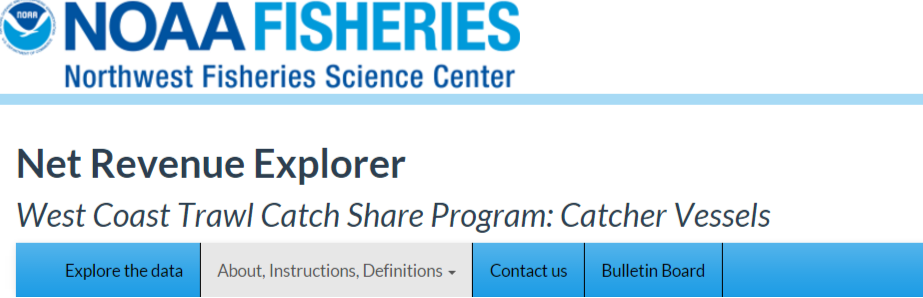 NOAA
NOAA FISHERIES
Northwest Fisheries Science Center
Net Revenue Explorer
West Coast Trawl Catch Share Program: Catcher Vessels
Explore the data About, Instructions, Definitions Contact us Bulletin Board